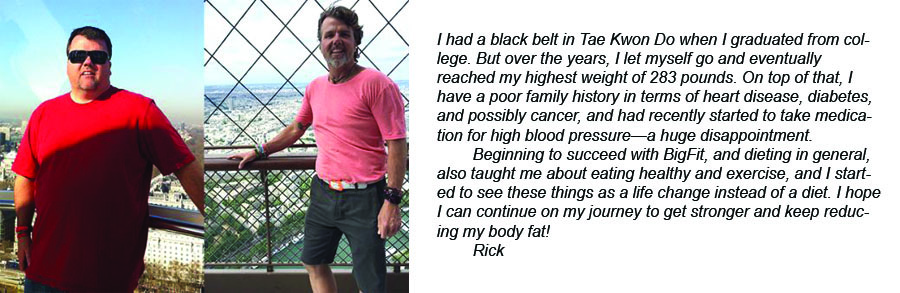 I had a black belt in Tae Kwon Do when I graduated from col-
lege. But over the years, I let myself go and eventually
reached my highest weight of 283 pounds. On top of that, I
have a poor family history in terms of heart disease, diabetes,
and possibly cancer, and had recently started to take medica-
tion for high blood pressure—a huge disappointment.
Beginning to succeed with BigFit, and dieting in general,
also taught me about eating healthy and exercise, and I start-
ed to see these things as a life change instead of a diet. I hope
I can continue on my journey to get stronger and keep reduc-
ing my body fat!
Rick